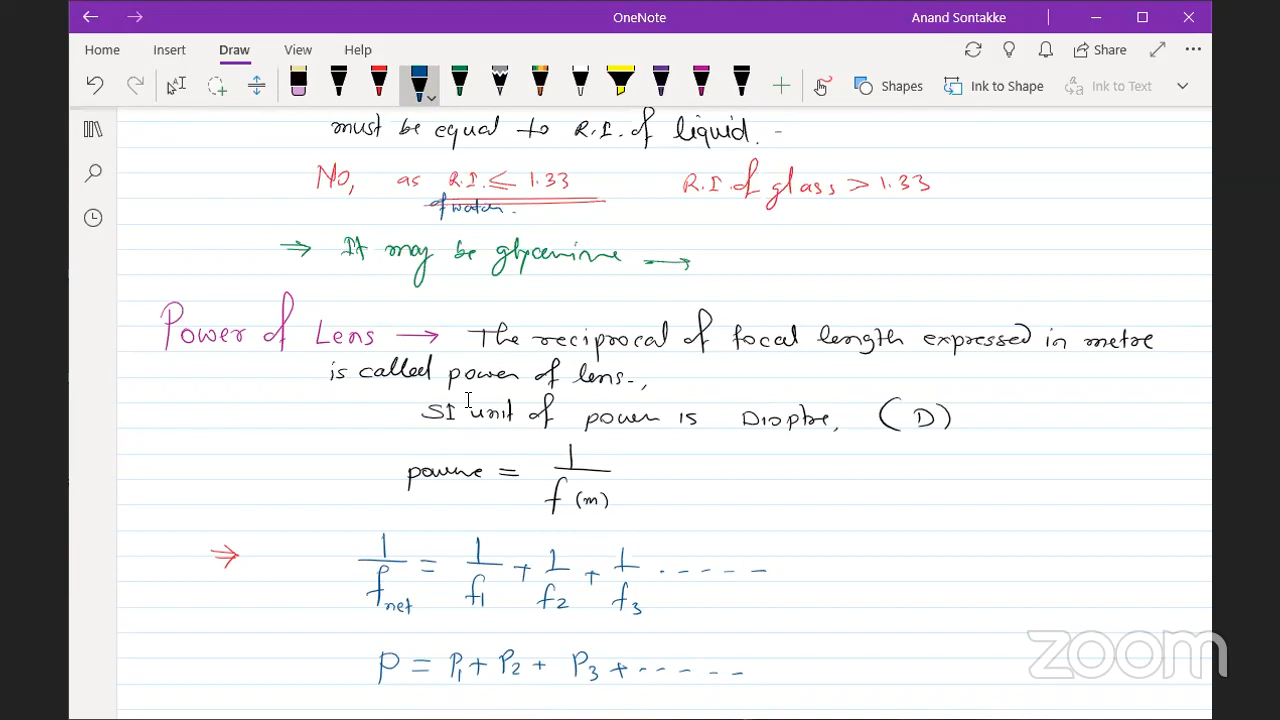 OneNote
Anand Sontakke
Home Insert Draw View Help
Share
Shapes Ink to Shape Ink to Text
must be equal to R.I. of liquid.
No, as R.I. ≤ 1.33 R.I. of glass > 1.33
of water.
⇒ It may be glycerine →
Power of Lens → The reciprocal of focal length expressed in metre
is called power of lens.,
SI unit of power is Dioptre, (D)
power = 1/f (m)
⇒ 1/fnet = 1/f1 + 1/f2 + 1/f3 .-----
P = P1 + P2 + P3 + .-----
zoom